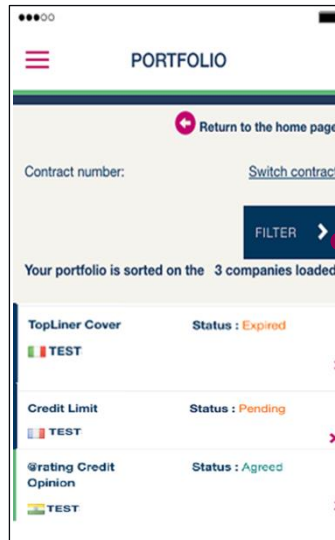 PORTFOLIO
Return to the home page
Contract number:
Switch contract
FILTER
Your portfolio is sorted on the 3 companies loaded
TopLiner Cover Status : Expired
TEST
Credit Limit Status : Pending
TEST
@rating Credit Status : Agreed
Opinion
TEST